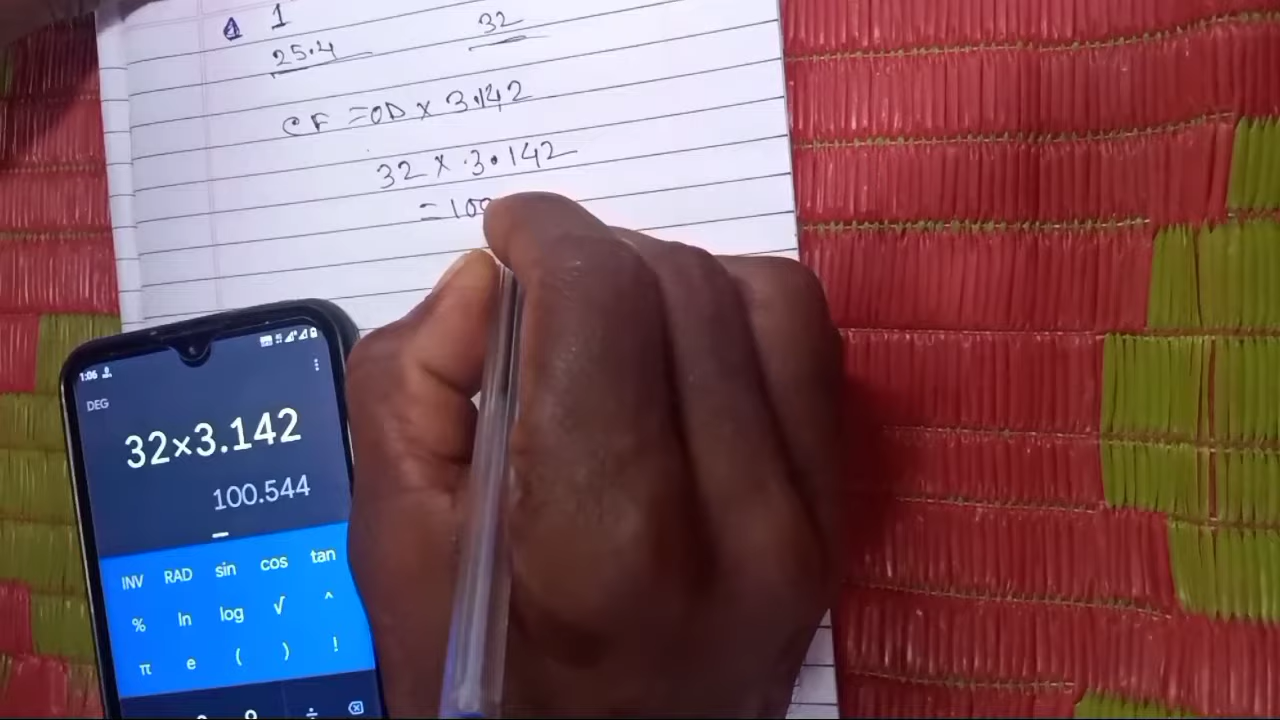 1
25.4
32
CF = OD × 3.142
32 × 3.142
= 100
1:06
DEG
32×3.142
100.544
INV RAD sin cos tan
% ln log √ ^
π e ( ) !
÷